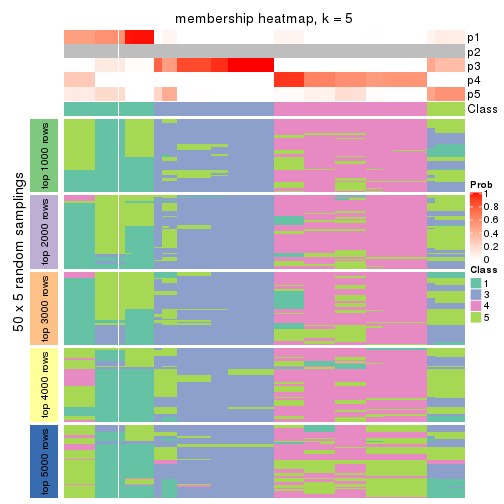 membership heatmap, k = 5
p1
p2
p3
p4
p5
Class
50 x 5 random samplings
top 1000 rows
top 2000 rows
top 3000 rows
top 4000 rows
top 5000 rows
Prob
1
0.8
0.6
0.4
0.2
0
Class
1
3
4
5